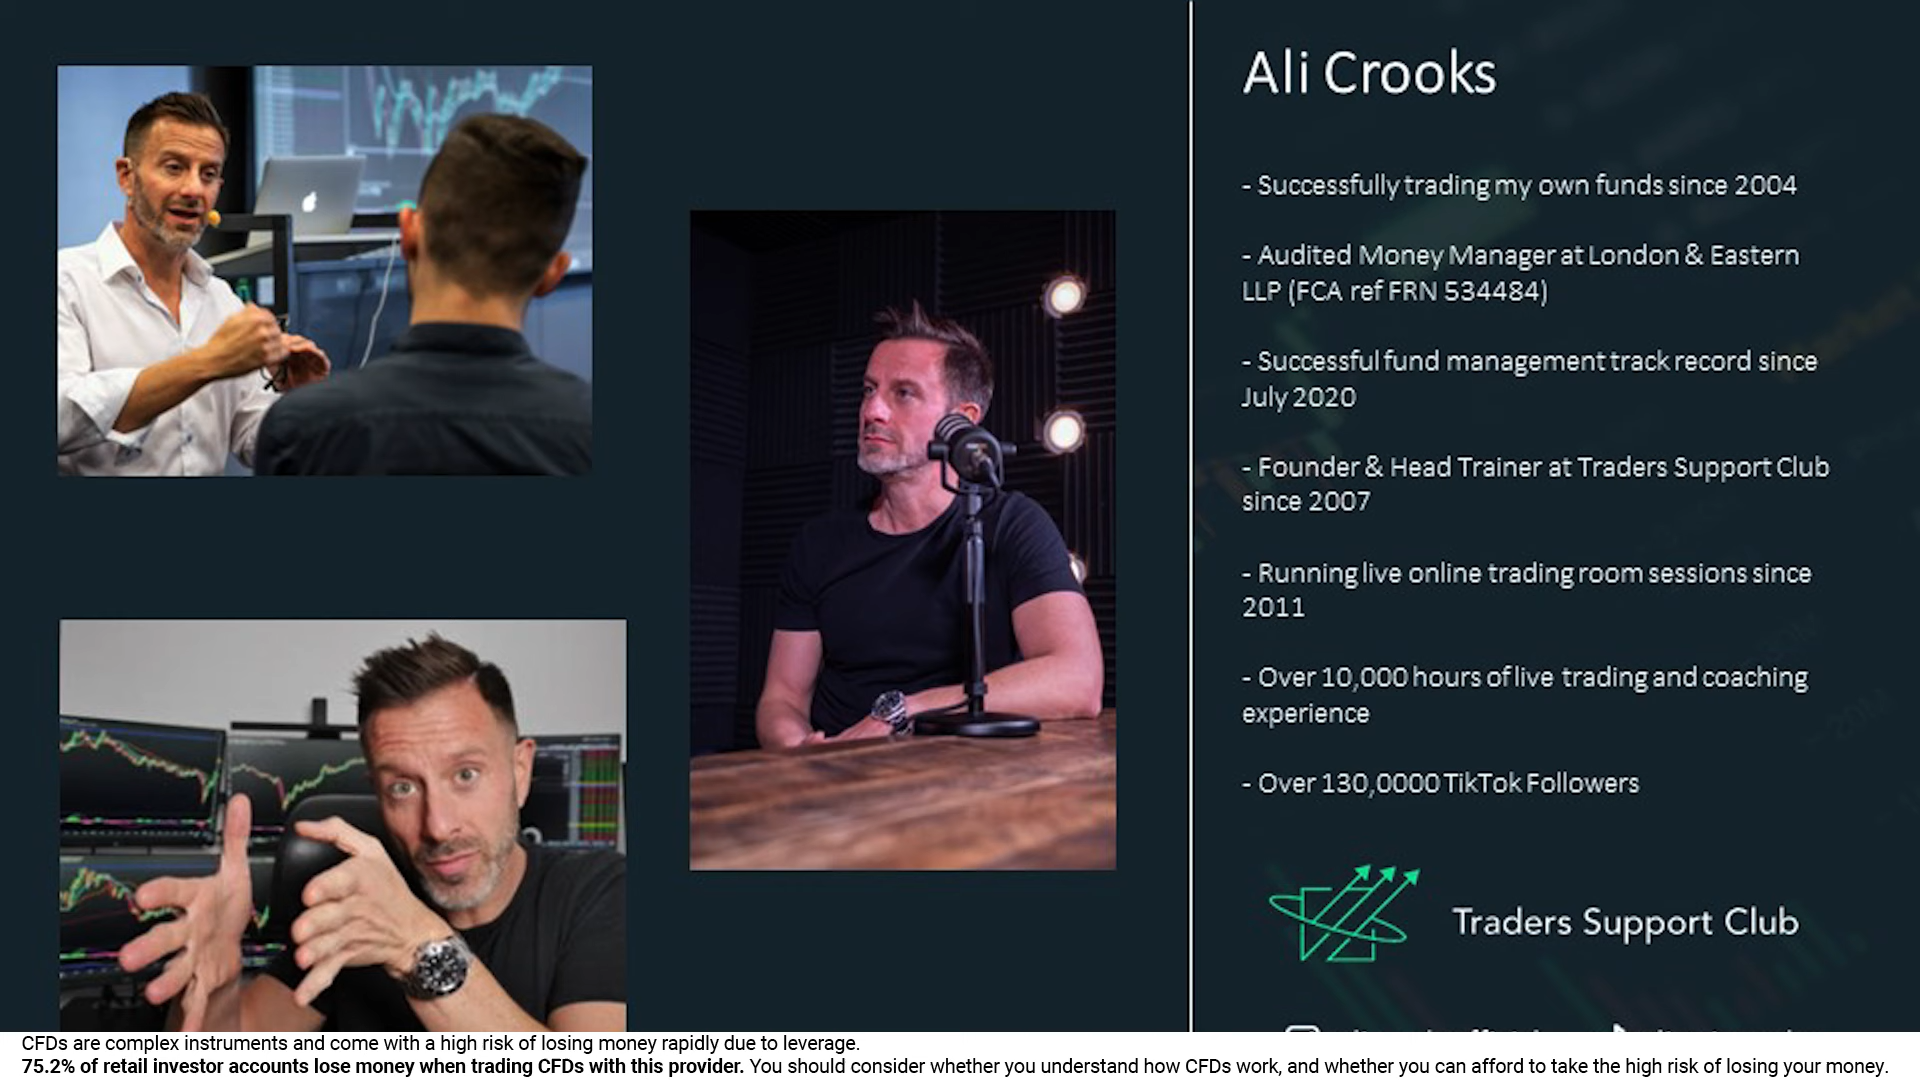 Ali Crooks
- Successfully trading my own funds since 2004
- Audited Money Manager at London & Eastern
LLP (FCA ref FRN 534484)
- Successful fund management track record since
July 2020
- Founder & Head Trainer at Traders Support Club
since 2007
- Running live online trading room sessions since
2011
- Over 10,000 hours of live trading and coaching
experience
- Over 130,0000 TikTok Followers
Traders Support Club
CFDs are complex instruments and come with a high risk of losing money rapidly due to leverage.
75.2% of retail investor accounts lose money when trading CFDs with this provider. You should consider whether you understand how CFDs work, and whether you can afford to take the high risk of losing your money.